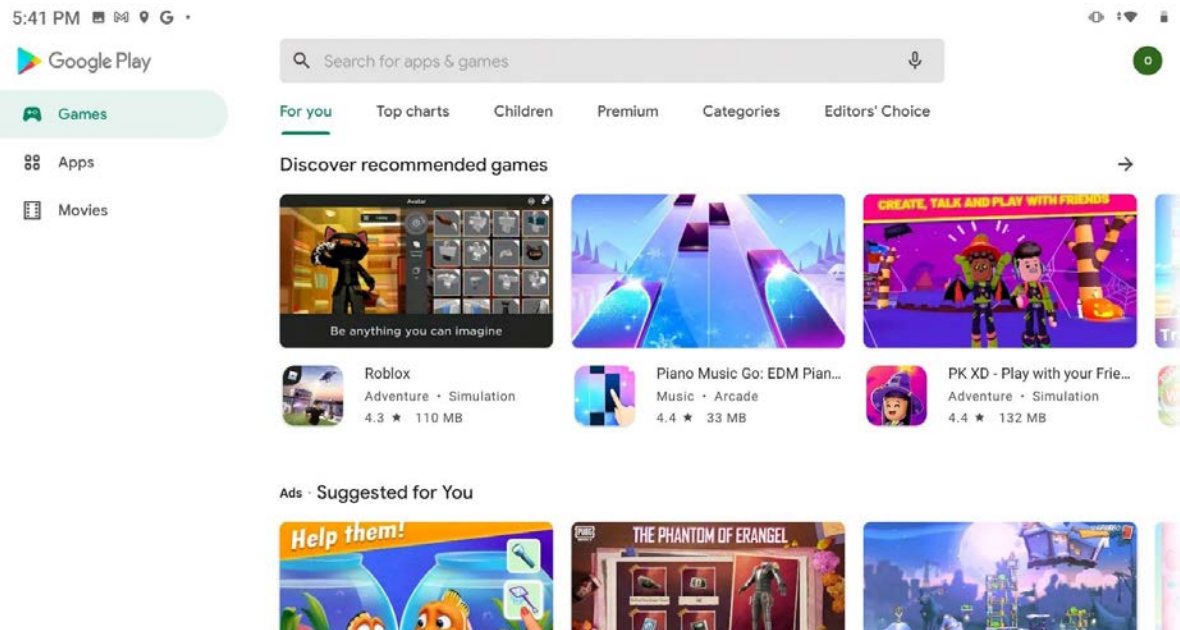 5:41 PM
Google Play
Search for apps & games
O
Games
Apps
Movies
For you
Top charts
Children
Premium
Categories
Editors' Choice
Discover recommended games
Avatar
Be anything you can imagine
CREATE, TALK AND PLAY WITH FRIENDS
Roblox
Adventure • Simulation
4.3 ★ 110 MB
Piano Music Go: EDM Pian...
Music • Arcade
4.4 ★ 33 MB
PK XD - Play with your Frie...
Adventure • Simulation
4.4 ★ 132 MB
Ads · Suggested for You
Help them!
PUBG
THE PHANTOM OF ERANGEL